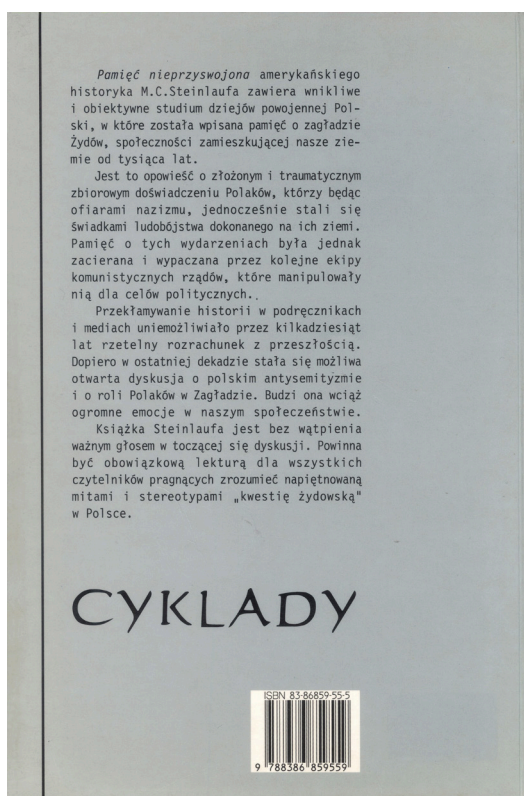 Pamięć nieprzyswojona amerykańskiego
historyka M.C.Steinlaufa zawiera wnikliwe
i obiektywne studium dziejów powojennej Pol-
ski, w które została wpisana pamięć o zagładzie
Żydów, społeczności zamieszkującej nasze zie-
mie od tysiąca lat.
Jest to opowieść o złożonym i traumatycznym
zbiorowym doświadczeniu Polaków, którzy będąc
ofiarami nazizmu, jednocześnie stali się
świadkami ludobójstwa dokonanego na ich ziemi.
Pamięć o tych wydarzeniach była jednak
zacierana i wypaczana przez kolejne ekipy
komunistycznych rządów, które manipulowały
nią dla celów politycznych..
Przekłamywanie historii w podręcznikach
i mediach uniemożliwiało przez kilkadziesiąt
lat rzetelny rozrachunek z przeszłością.
Dopiero w ostatniej dekadzie stała się możliwa
otwarta dyskusja o polskim antysemityzmie
i o roli Polaków w Zagładzie. Budzi ona wciąż
ogromne emocje w naszym społeczeństwie.
Książka Steinlaufa jest bez wątpienia
ważnym głosem w toczącej się dyskusji. Powinna
być obowiązkową lekturą dla wszystkich
czytelników pragnących zrozumieć napiętnowaną
mitami i stereotypami „kwestię żydowską"
w Polsce.
CYKLADY
ISBN 83-86859-55-5
9 788386 859559